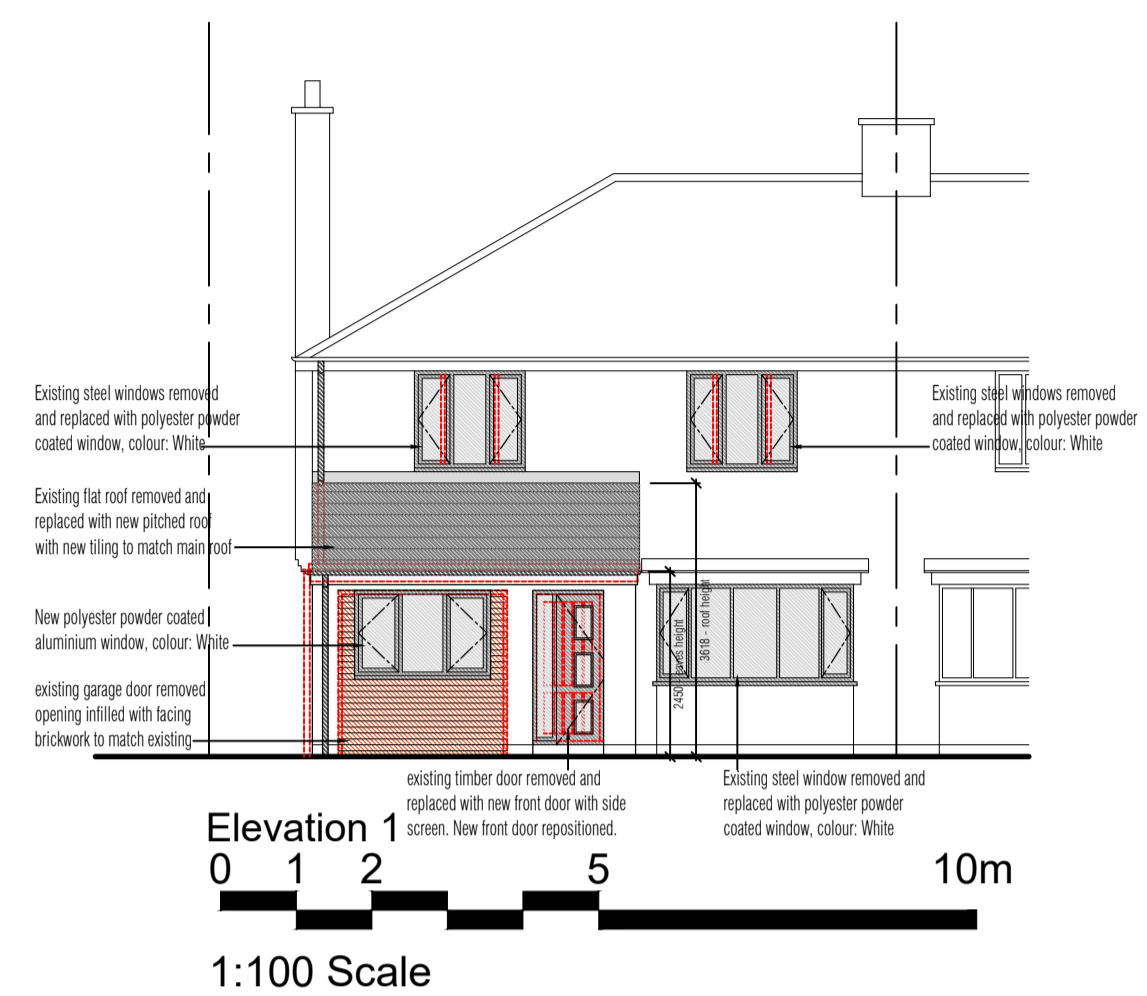 Existing steel windows removed
and replaced with polyester powder
coated window, colour: White
Existing steel windows removed
and replaced with polyester powder
coated window, colour: White
Existing flat roof removed and
replaced with new pitched roof
with new tiling to match main roof
New polyester powder coated
aluminium window, colour: White
existing garage door removed
opening infilled with facing
brickwork to match existing
2450 - eaves height
3618 - roof height
existing timber door removed and
replaced with new front door with side
screen. New front door repositioned.
Existing steel window removed and
replaced with polyester powder
coated window, colour: White
Elevation 1
0 1 2 5 10m
1:100 Scale